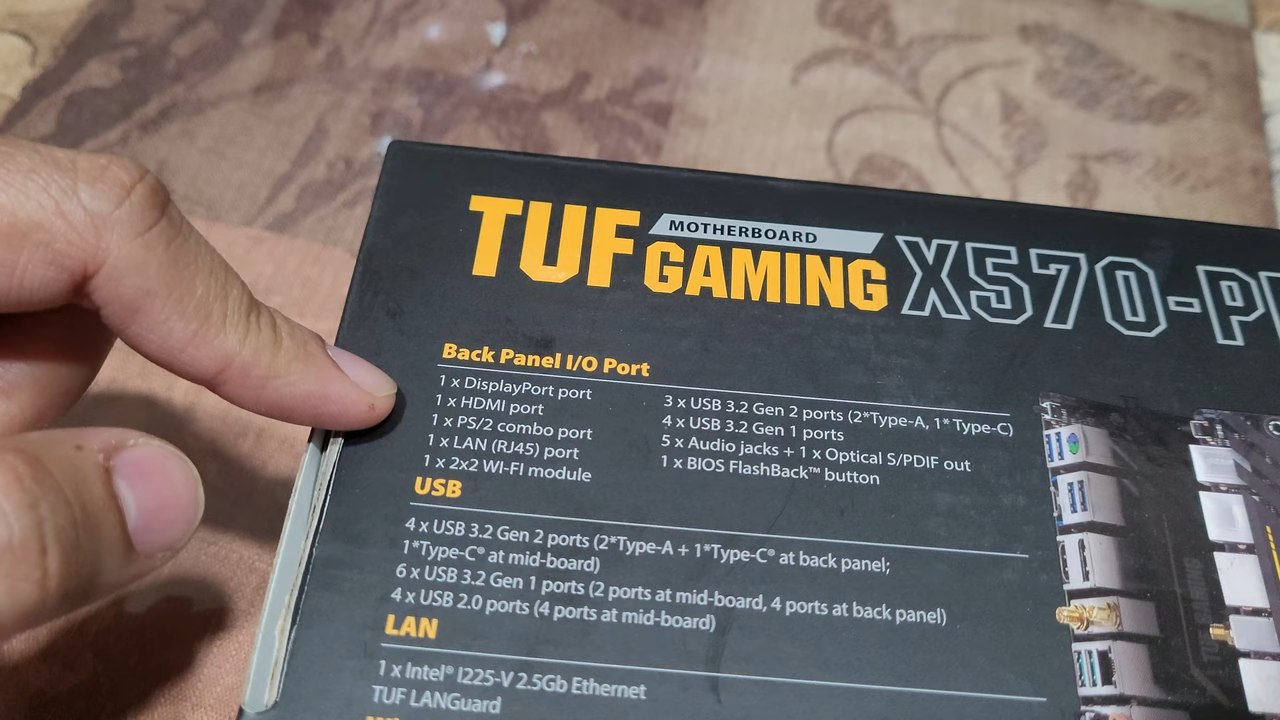 TUF GAMING MOTHERBOARD X570-P
Back Panel I/O Port
1 x DisplayPort port
1 x HDMI port
1 x PS/2 combo port
1 x LAN (RJ45) port
1 x 2x2 WI-FI module
3 x USB 3.2 Gen 2 ports (2*Type-A, 1* Type-C)
4 x USB 3.2 Gen 1 ports
5 x Audio jacks + 1 x Optical S/PDIF out
1 x BIOS FlashBack™ button
USB
4 x USB 3.2 Gen 2 ports (2*Type-A + 1*Type-C® at back panel;
1*Type-C® at mid-board)
6 x USB 3.2 Gen 1 ports (2 ports at mid-board, 4 ports at back panel)
4 x USB 2.0 ports (4 ports at mid-board)
LAN
1 x Intel® I225-V 2.5Gb Ethernet
TUF LANGuard